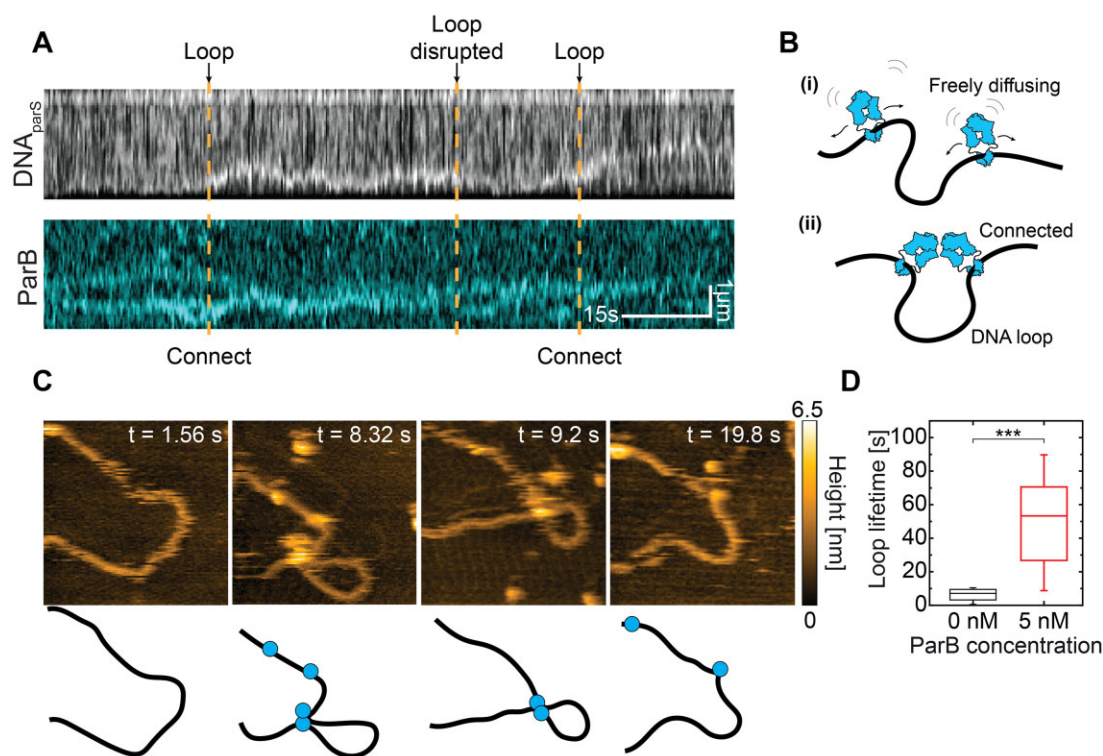 A
Loop
Loop
disrupted
Loop
DNAparS
ParB
15s
1μm
Connect
Connect
B
(i)
Freely diffusing
(ii)
Connected
DNA loop
C
t = 1.56 s
t = 8.32 s
t = 9.2 s
t = 19.8 s
6.5
Height [nm]
0
D
***
100
80
60
40
20
0
Loop lifetime [s]
0 nM
5 nM
ParB concentration